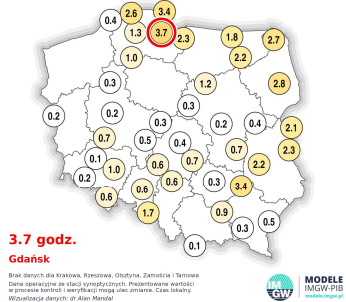 0.4 2.6 3.4
1.3 3.7 2.3 1.8 2.7
1.0 2.2
0.3 1.2 2.8
0.2 0.2 0.3 0.3
0.2 0.4 2.1
0.7 0.5 0.4
0.1 0.6 0.7 0.7 2.3
0.2 1.0 2.2
0.6 0.6 0.3 3.4
0.6
1.7 0.9
0.3 0.5
0.1
3.7 godz.
Gdańsk
Brak danych dla Krakowa, Rzeszowa, Olsztyna, Zamościa i Tarnowa
Dane operacyjne ze stacji synoptycznych. Prezentowane wartości
w procesie kontroli i weryfikacji mogą ulec zmianie. Czas lokalny.
Wizualizacja danych: dr Alan Mandal
IM
GW
MODELE
IMGW-PIB
modele.imgw.pl